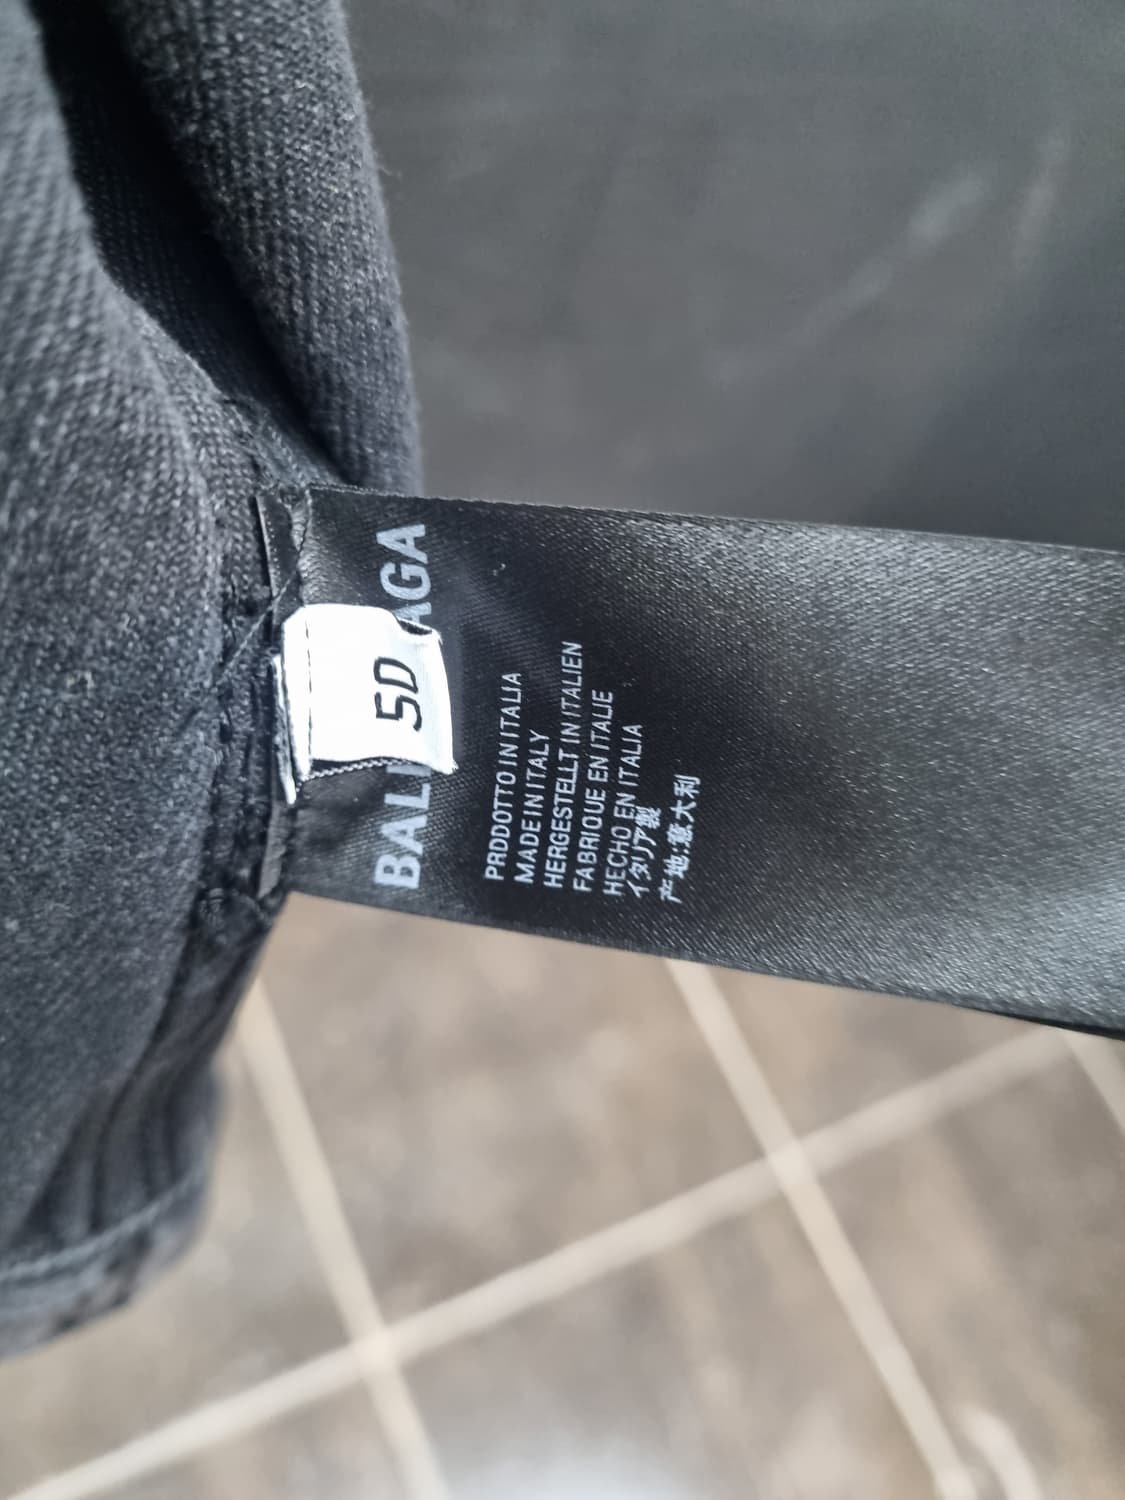 BAL AGA
5D
PRODOTTO IN ITALIA
MADE IN ITALY
HERGESTELLT IN ITALIEN
FABRIQUE EN ITALIE
HECHO EN ITALIA
イタリア製
产地:意大利